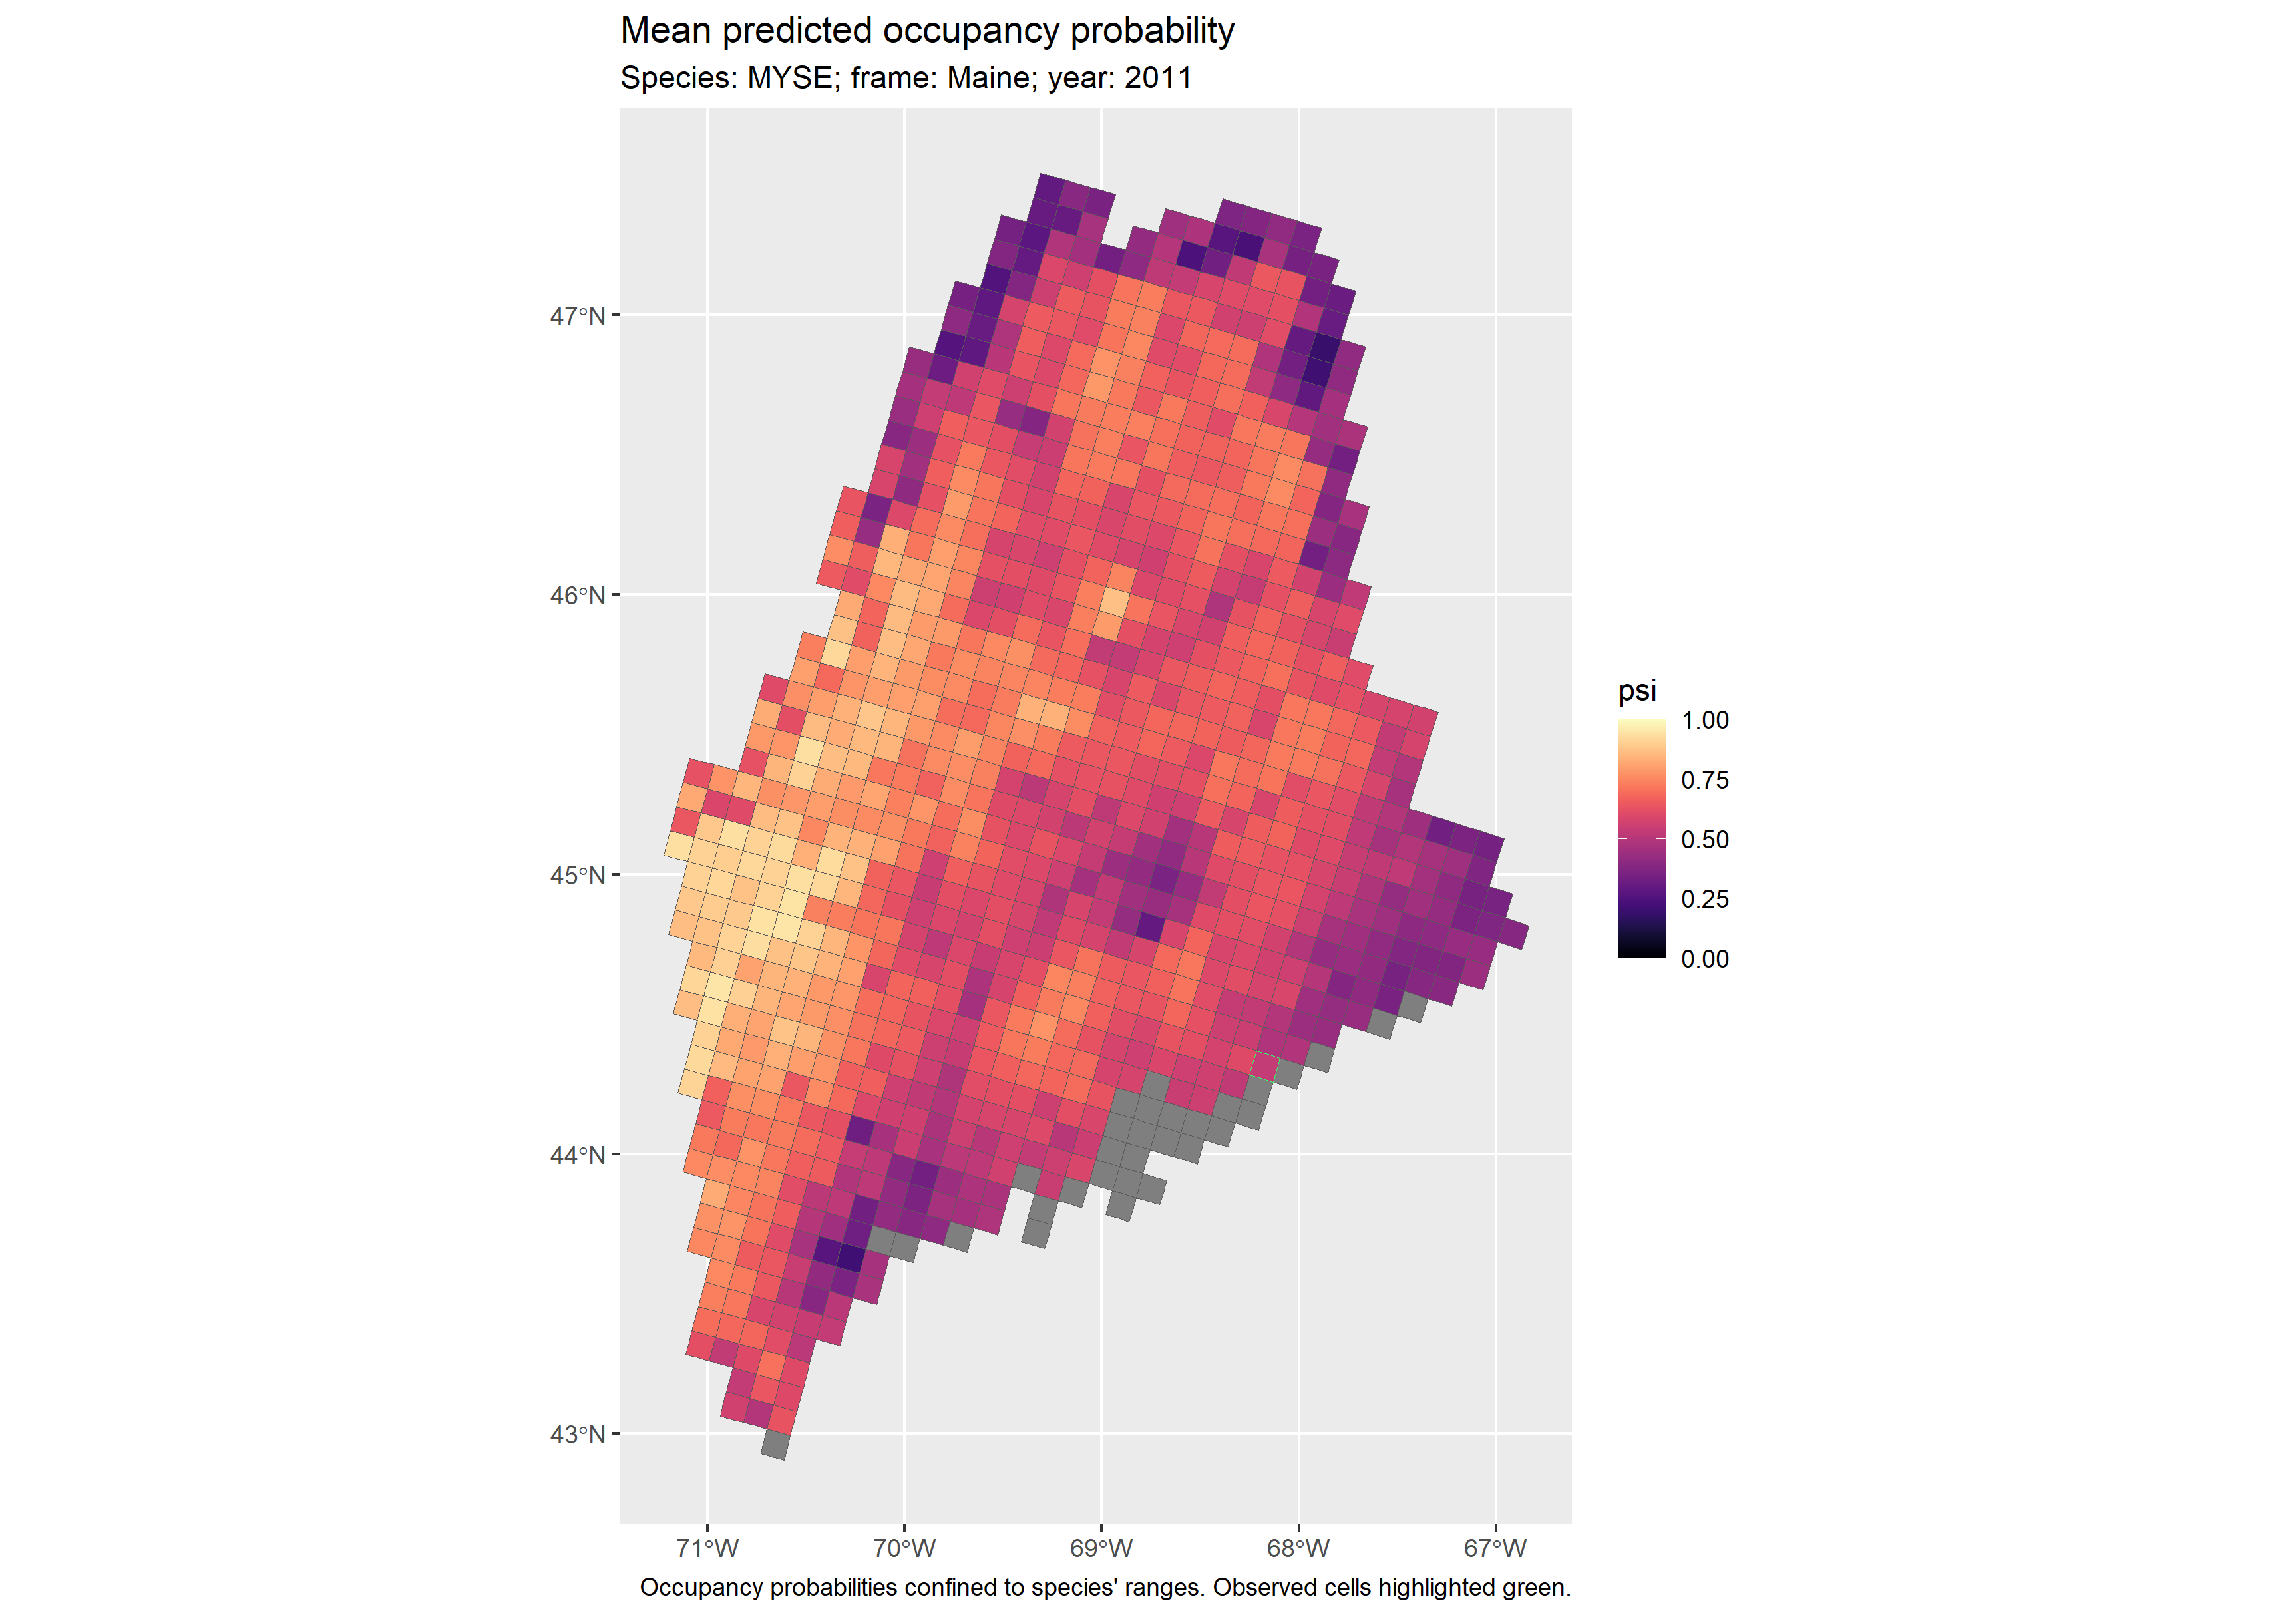 Mean predicted occupancy probability
Species: MYSE; frame: Maine; year: 2011
47°N
46°N
45°N
44°N
43°N
71°W
70°W
69°W
68°W
67°W
psi
1.00
0.75
0.50
0.25
0.00
Occupancy probabilities confined to species' ranges. Observed cells highlighted green.